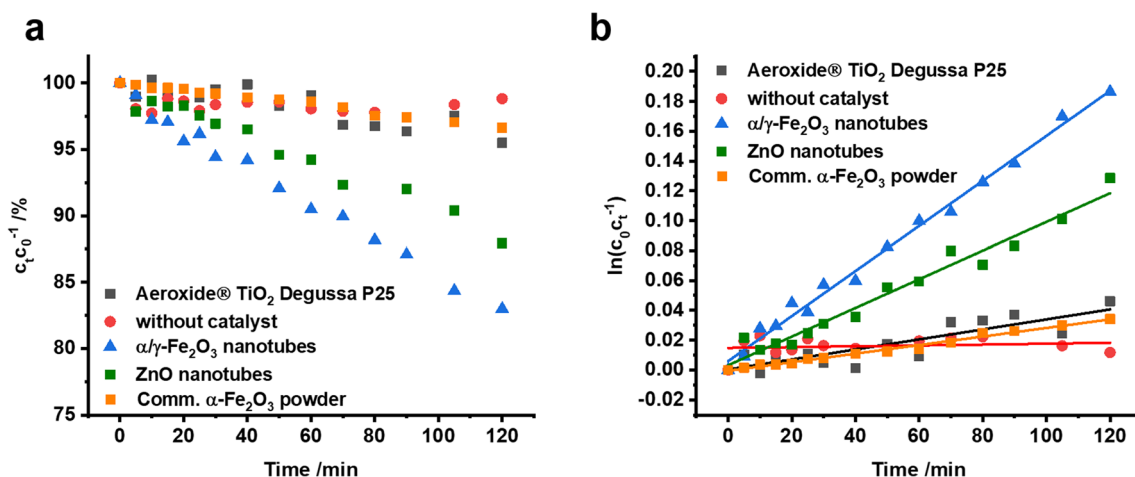 a
100
95
90
85
80
75
0
20
40
60
80
100
120
cₜc₀⁻¹ /%
Time /min
Aeroxide® TiO₂ Degussa P25
without catalyst
α/γ-Fe₂O₃ nanotubes
ZnO nanotubes
Comm. α-Fe₂O₃ powder
b
0.20
0.18
0.16
0.14
0.12
0.10
0.08
0.06
0.04
0.02
0.00
-0.02
0
20
40
60
80
100
120
ln(c₀cₜ⁻¹)
Time /min
Aeroxide® TiO₂ Degussa P25
without catalyst
α/γ-Fe₂O₃ nanotubes
ZnO nanotubes
Comm. α-Fe₂O₃ powder